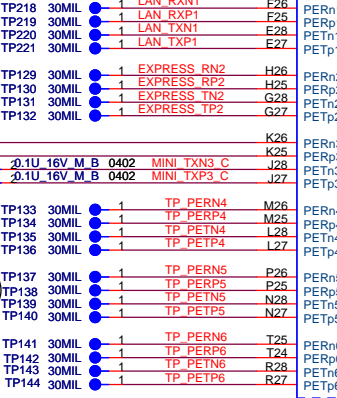 TP218 30MIL 1 LAN_RXN1 F26 PERn
TP219 30MIL 1 LAN_RXP1 F25 PERp
TP220 30MIL 1 LAN_TXN1 E28 PETn
TP221 30MIL 1 LAN_TXP1 E27 PETp
TP129 30MIL 1 EXPRESS_RN2 H26 PERn
TP130 30MIL 1 EXPRESS_RP2 H25 PERp
TP131 30MIL 1 EXPRESS_TN2 G28 PETn
TP132 30MIL 1 EXPRESS_TP2 G27 PETp
K26 PERn
K25 PERp
0.1U_16V_M_B 0402 MINI_TXN3_C J28 PETn
0.1U_16V_M_B 0402 MINI_TXP3_C J27 PETp
TP133 30MIL 1 TP_PERN4 M26 PERn
TP134 30MIL 1 TP_PERP4 M25 PERp
TP135 30MIL 1 TP_PETN4 L28 PETn
TP136 30MIL 1 TP_PETP4 L27 PETp
TP137 30MIL 1 TP_PERN5 P26 PERn
TP138 30MIL 1 TP_PERP5 P25 PERp
TP139 30MIL 1 TP_PETN5 N28 PETn
TP140 30MIL 1 TP_PETP5 N27 PETp
TP141 30MIL 1 TP_PERN6 T25 PERn
TP142 30MIL 1 TP_PERP6 T24 PERp
TP143 30MIL 1 TP_PETN6 R28 PETn
TP144 30MIL 1 TP_PETP6 R27 PETp